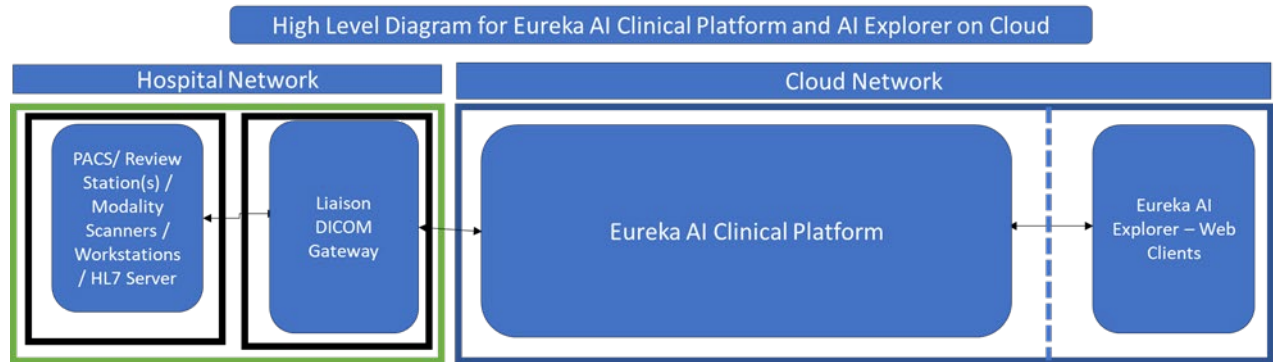 High Level Diagram for Eureka AI Clinical Platform and AI Explorer on Cloud
Hospital Network
Cloud Network
PACS/ Review
Station(s) /
Modality
Scanners /
Workstations
/ HL7 Server
Liaison
DICOM
Gateway
Eureka AI Clinical Platform
Eureka AI
Explorer – Web
Clients